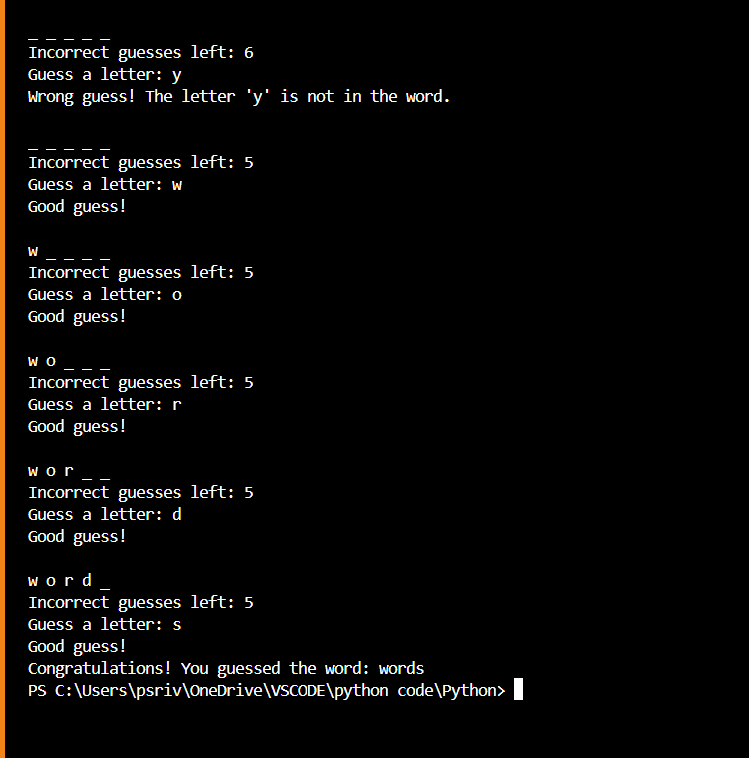 _ _ _ _ _
Incorrect guesses left: 6
Guess a letter: y
Wrong guess! The letter 'y' is not in the word.
_ _ _ _ _
Incorrect guesses left: 5
Guess a letter: w
Good guess!
w _ _ _ _
Incorrect guesses left: 5
Guess a letter: o
Good guess!
w o _ _ _
Incorrect guesses left: 5
Guess a letter: r
Good guess!
w o r _ _
Incorrect guesses left: 5
Guess a letter: d
Good guess!
w o r d _
Incorrect guesses left: 5
Guess a letter: s
Good guess!
Congratulations! You guessed the word: words
PS C:\Users\psriv\OneDrive\VSCODE\python code\Python>